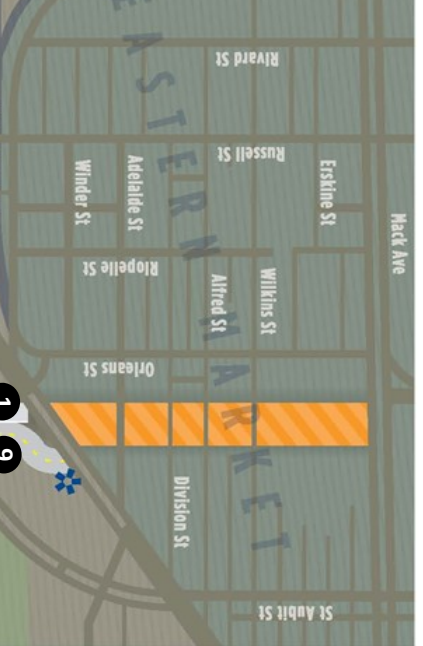 EASTERN MARKET
Rivard St
Russell St
Erskine St
Winder St
Adelaide St
Mack Ave
Riopelle St
Alfred St
Wilkins St
Orleans St
1
9
Division St
St Aubit St